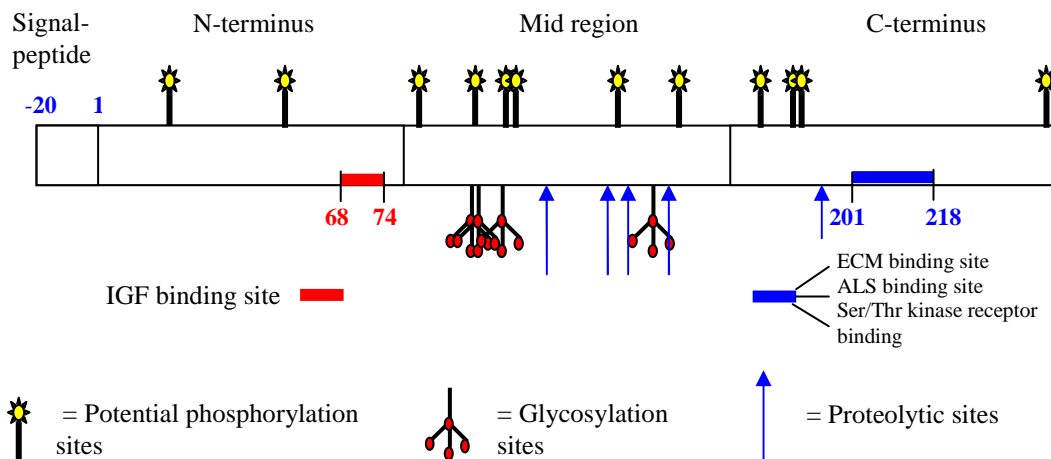 Signal-
peptide
N-terminus
Mid region
C-terminus
-20
1
68
74
201
218
IGF binding site
ECM binding site
ALS binding site
Ser/Thr kinase receptor
binding
= Potential phosphorylation
sites
= Glycosylation
sites
= Proteolytic sites